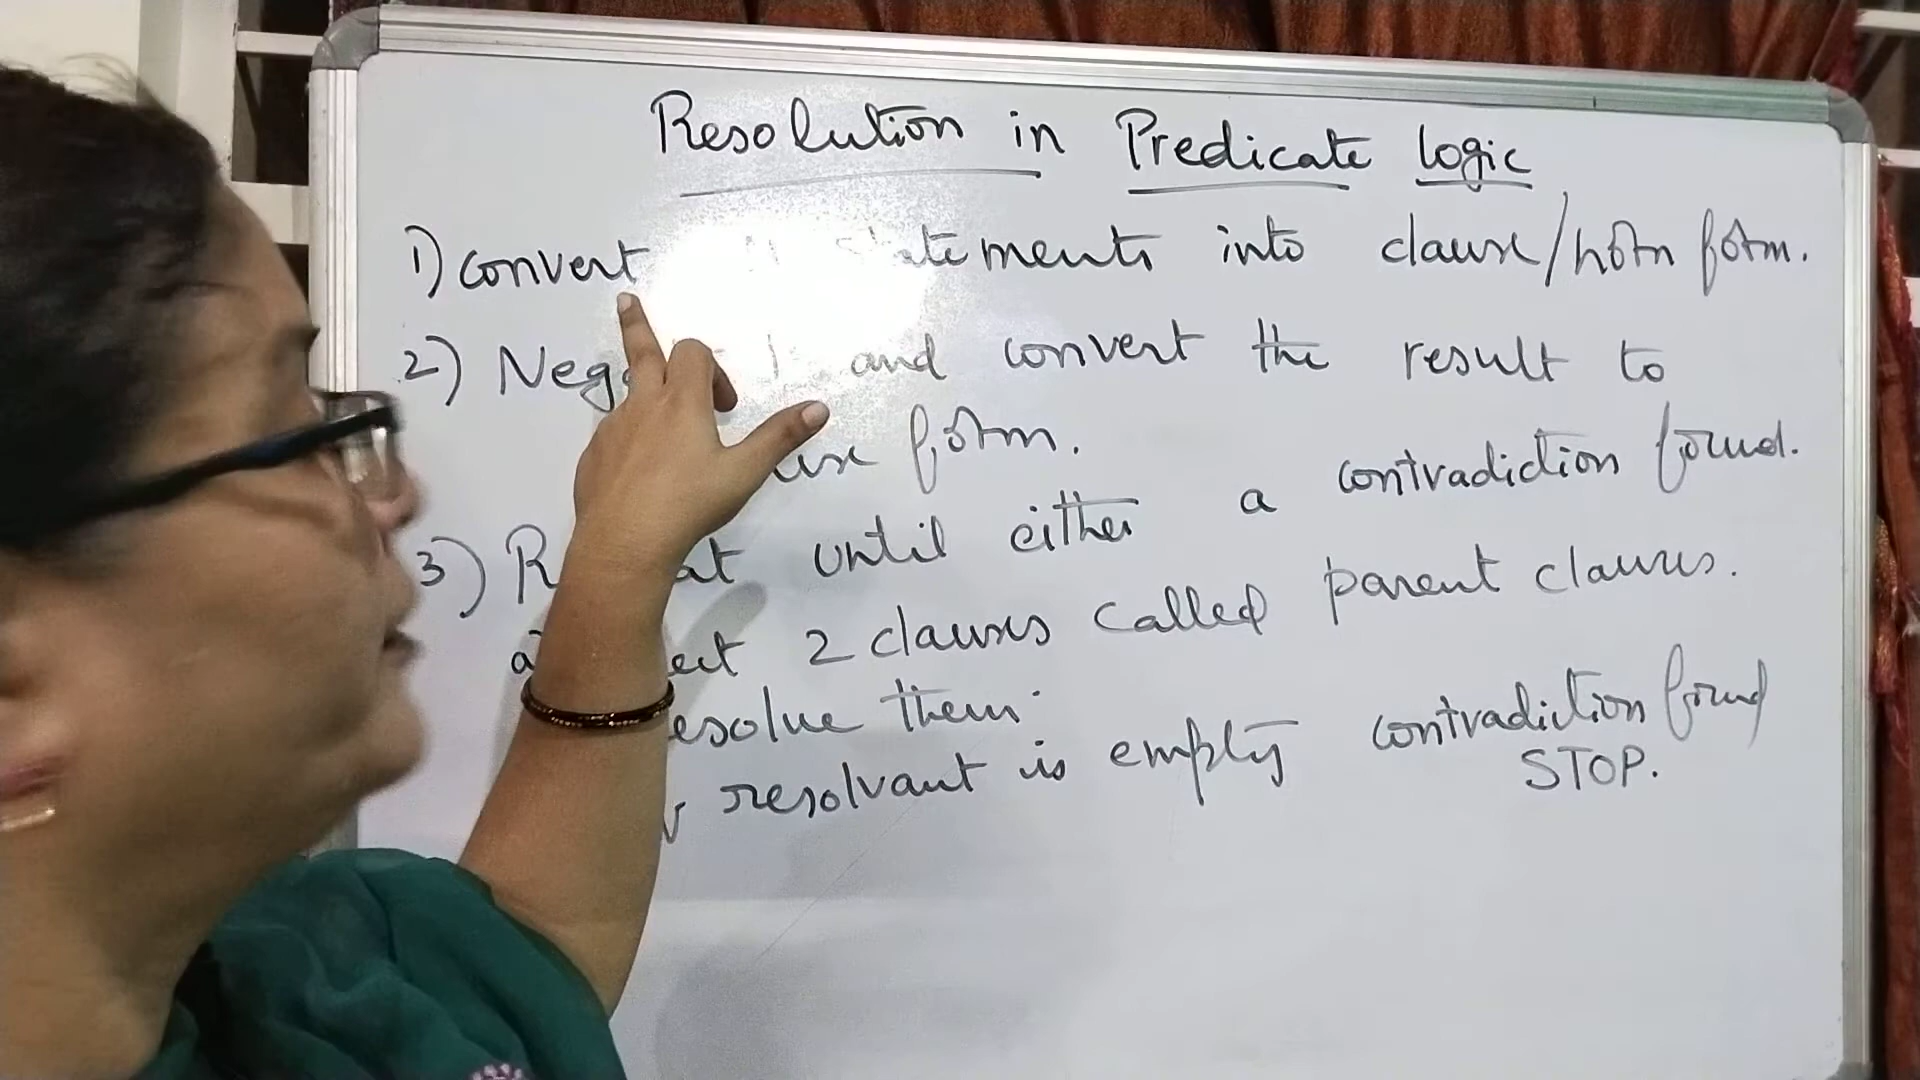 Resolution in Predicate Logic
1) convert statements into clause/horn form.
2) and convert the result to
form.
3) until either a contradiction found.
2 clauses called parent clauses.
them.
resolvant is empty contradiction found
STOP.